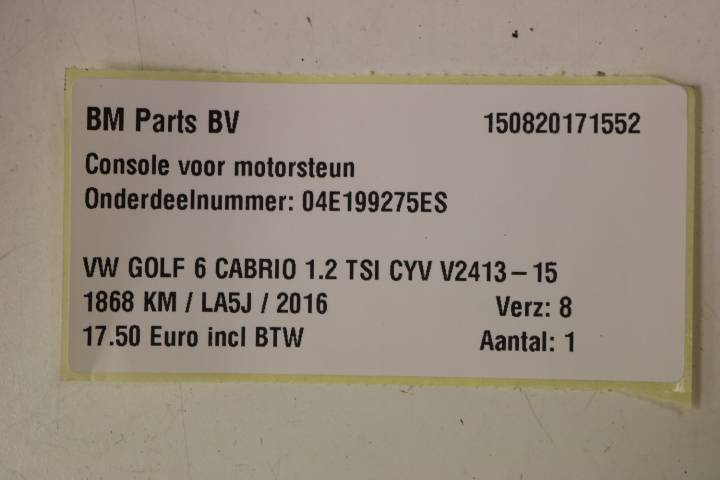 BM Parts BV 150820171552
Console voor motorsteun
Onderdeelnummer: 04E199275ES
VW GOLF 6 CABRIO 1.2 TSI CYV V2413-15
1868 KM / LA5J / 2016 Verz: 8
17.50 Euro incl BTW Aantal: 1